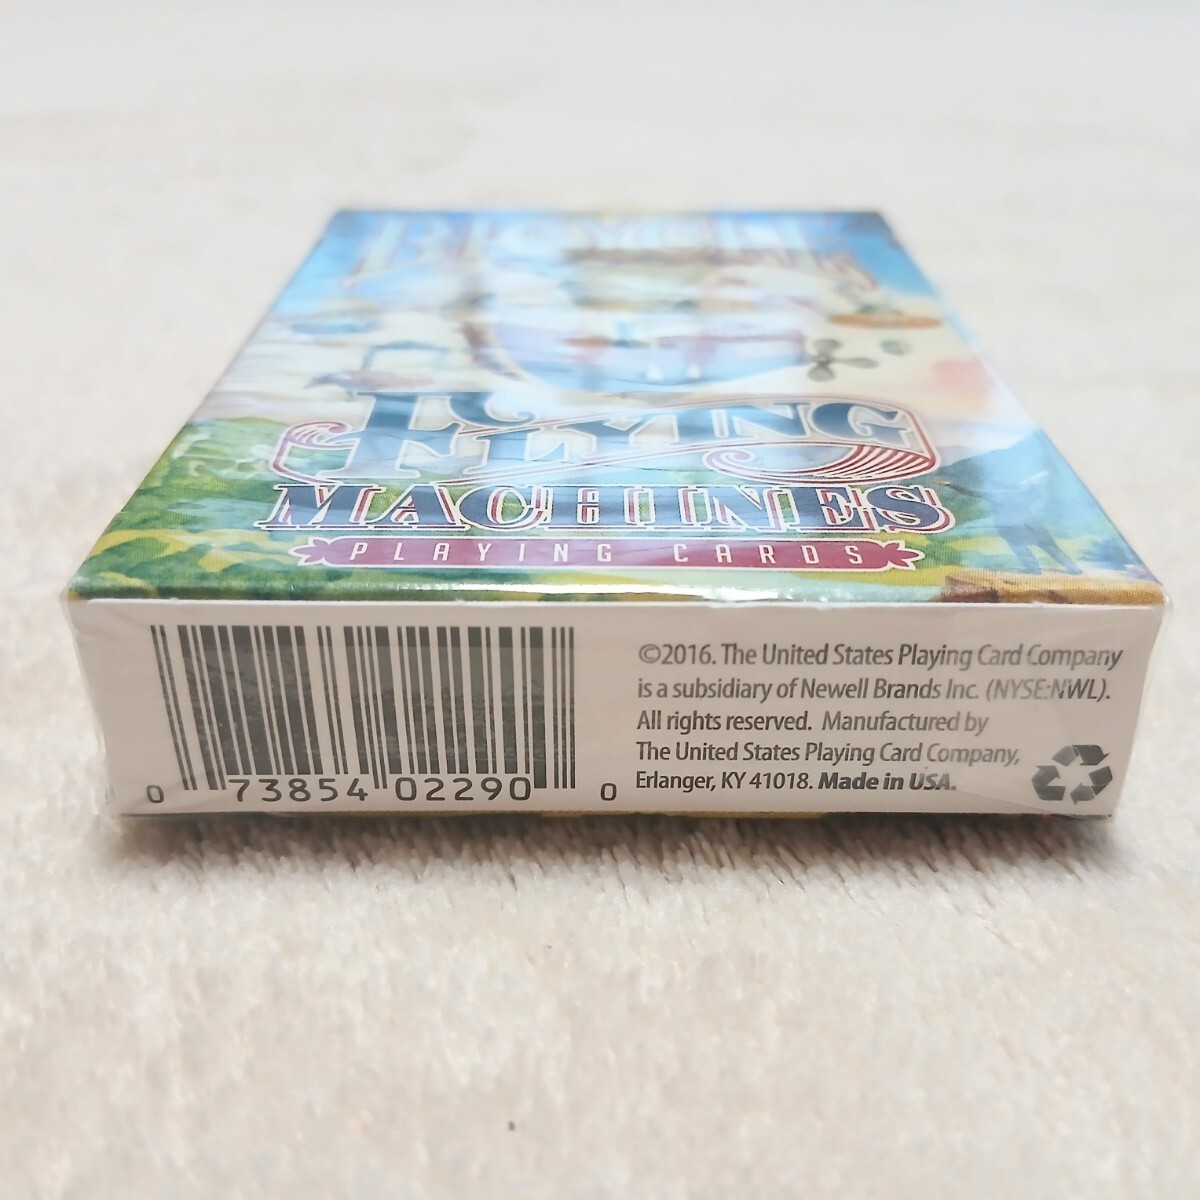 BICYCLE
FLYING
MACHINES
PLAYING CARDS
0 73854 02290 0
©2016. The United States Playing Card Company
is a subsidiary of Newell Brands Inc. (NYSE:NWL).
All rights reserved. Manufactured by
The United States Playing Card Company,
Erlanger, KY 41018. Made in USA.